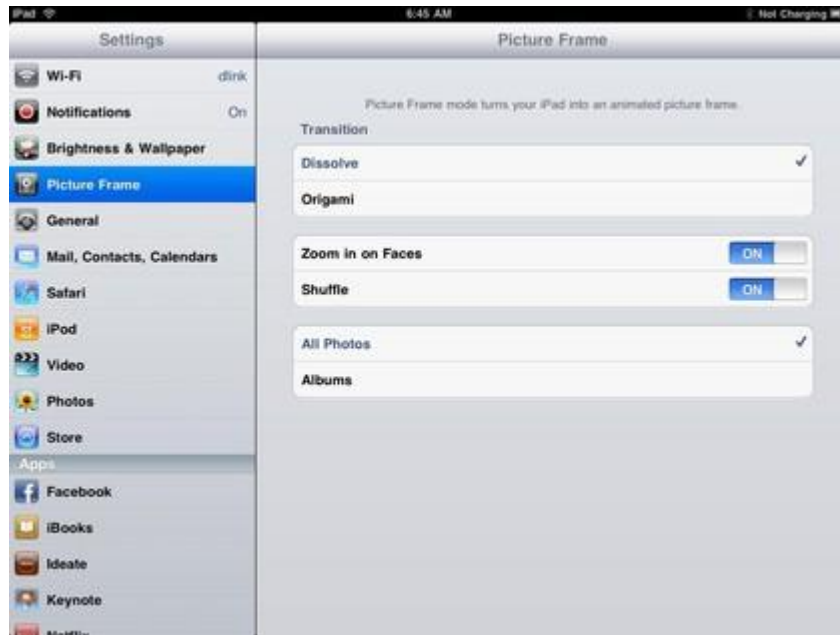 iPad 6:45 AM Not Charging
Settings
Picture Frame
Wi-Fi dlink
Notifications On
Brightness & Wallpaper
Picture Frame
General
Mail, Contacts, Calendars
Safari
iPod
Video
Photos
Store
Apps
Facebook
iBooks
Ideate
Keynote
Netflix
Picture Frame mode turns your iPad into an animated picture frame.
Transition
Dissolve
Origami
Zoom in on Faces ON
Shuffle ON
All Photos
Albums